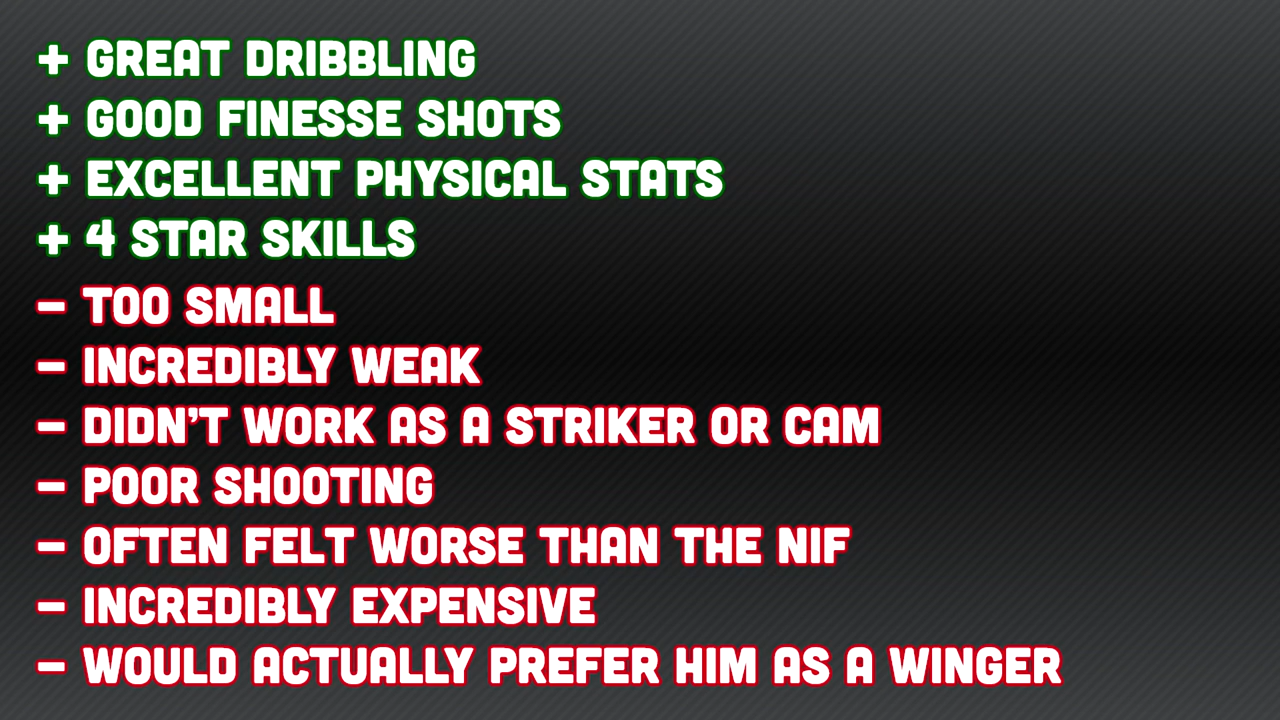 + GREAT DRIBBLING
+ GOOD FINESSE SHOTS
+ EXCELLENT PHYSICAL STATS
+ 4 STAR SKILLS
- TOO SMALL
- INCREDIBLY WEAK
- DIDN'T WORK AS A STRIKER OR CAM
- POOR SHOOTING
- OFTEN FELT WORSE THAN THE NIF
- INCREDIBLY EXPENSIVE
- WOULD ACTUALLY PREFER HIM AS A WINGER